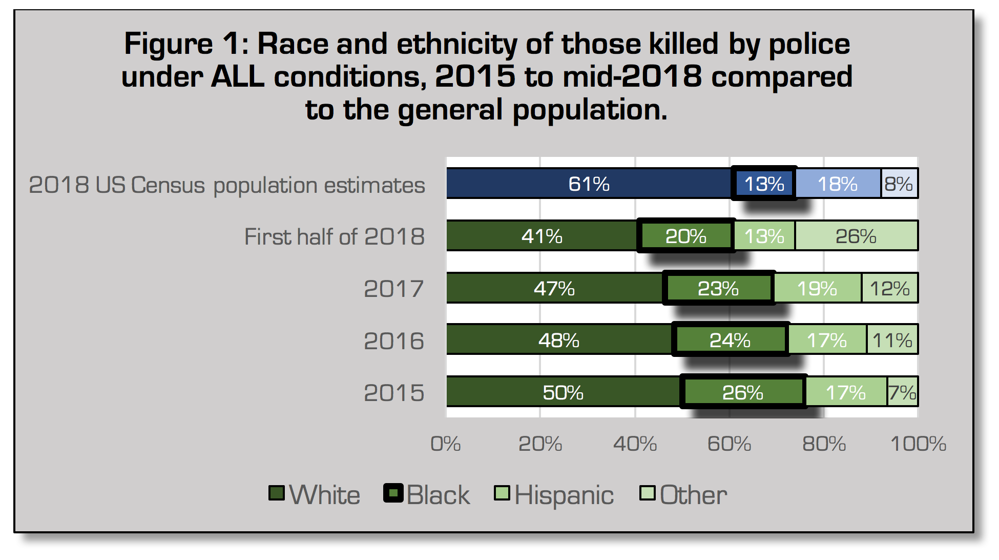 Figure 1: Race and ethnicity of those killed by police
under ALL conditions, 2015 to mid-2018 compared
to the general population.
2018 US Census population estimates 61% 13% 18% 8%
First half of 2018 41% 20% 13% 26%
2017 47% 23% 19% 12%
2016 48% 24% 17% 11%
2015 50% 26% 17% 7%
0% 20% 40% 60% 80% 100%
White Black Hispanic Other